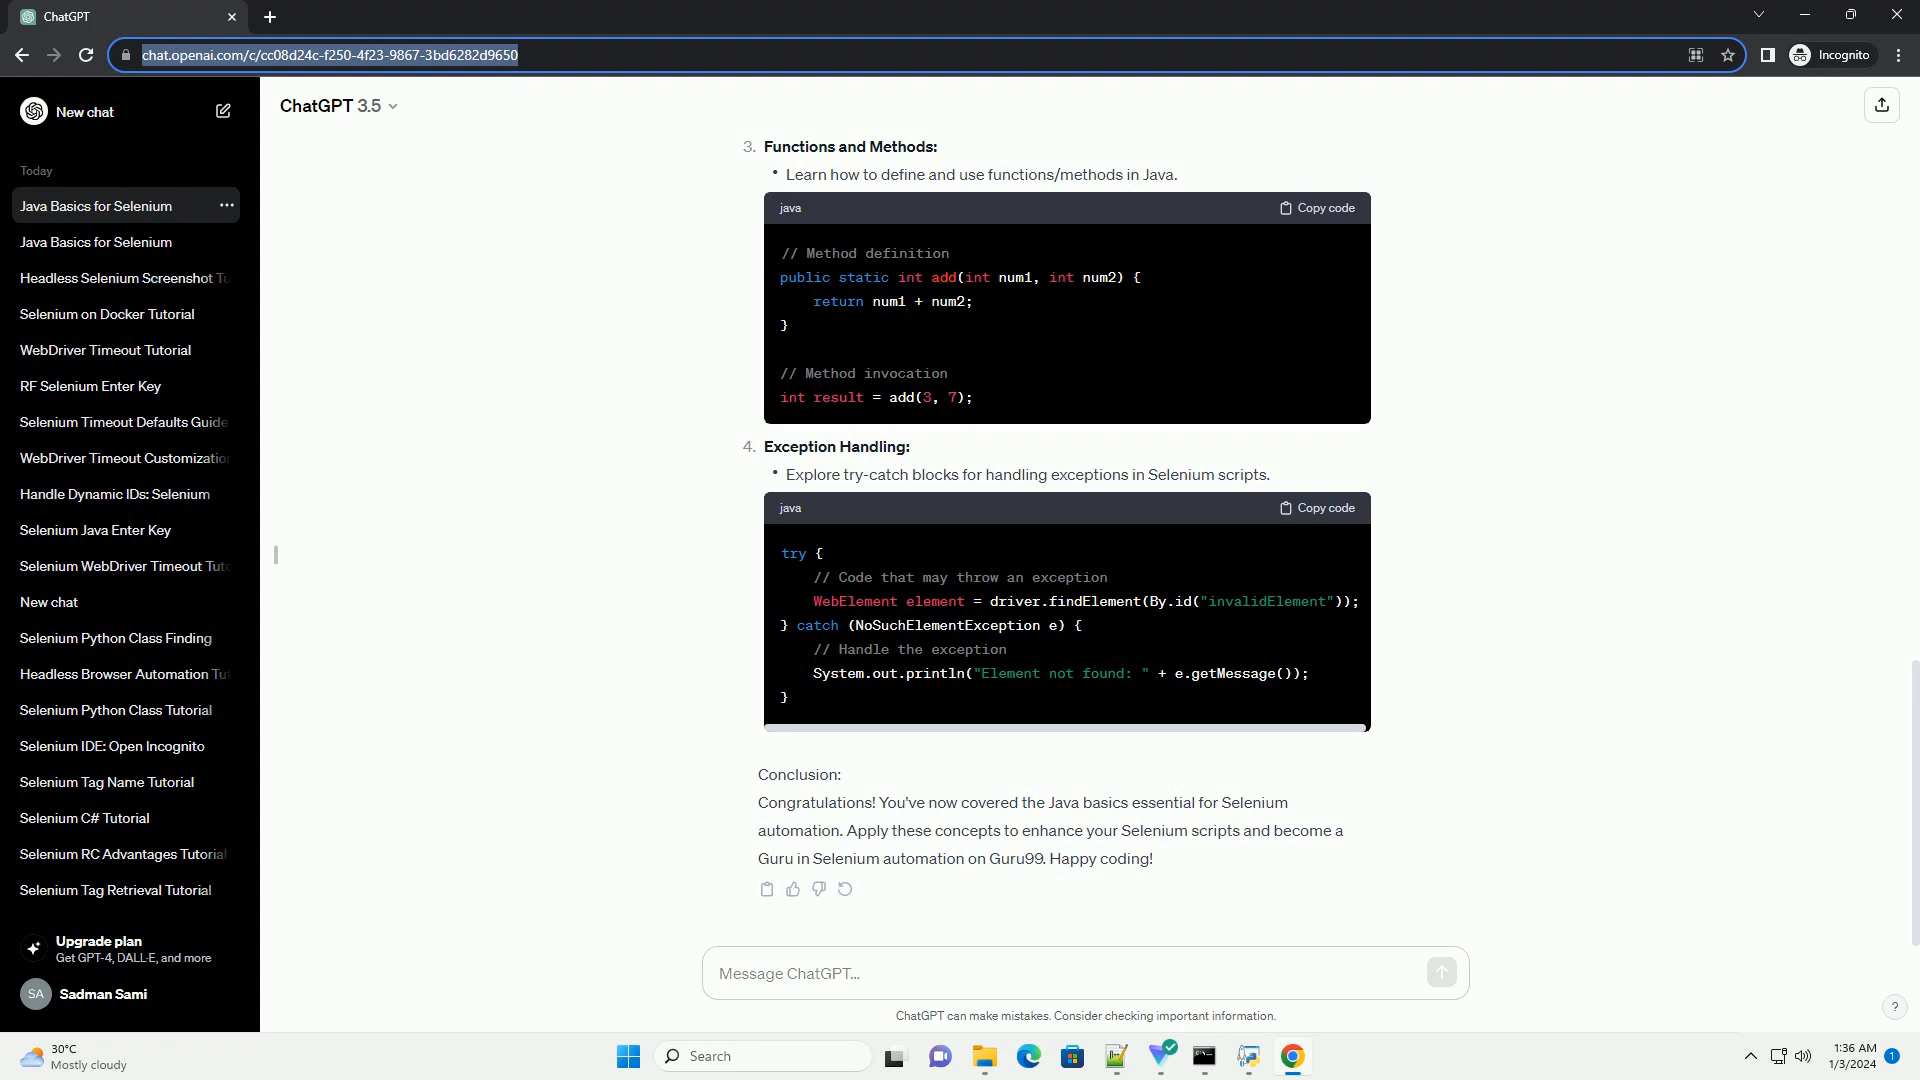 ChatGPT
chat.openai.com/c/cc08d24c-f250-4f23-9867-3bd6282d9650
Incognito
New chat
Today
Java Basics for Selenium
Java Basics for Selenium
Headless Selenium Screenshot Tu
Selenium on Docker Tutorial
WebDriver Timeout Tutorial
RF Selenium Enter Key
Selenium Timeout Defaults Guide
WebDriver Timeout Customizatio
Handle Dynamic IDs: Selenium
Selenium Java Enter Key
Selenium WebDriver Timeout Tuto
New chat
Selenium Python Class Finding
Headless Browser Automation Tut
Selenium Python Class Tutorial
Selenium IDE: Open Incognito
Selenium Tag Name Tutorial
Selenium C# Tutorial
Selenium RC Advantages Tutorial
Selenium Tag Retrieval Tutorial
Upgrade plan
Get GPT-4, DALL·E, and more
SA Sadman Sami
ChatGPT 3.5
3. Functions and Methods:
• Learn how to define and use functions/methods in Java.
java Copy code
// Method definition
public static int add(int num1, int num2) {
return num1 + num2;
}
// Method invocation
int result = add(3, 7);
4. Exception Handling:
• Explore try-catch blocks for handling exceptions in Selenium scripts.
java Copy code
try {
// Code that may throw an exception
WebElement element = driver.findElement(By.id("invalidElement"));
} catch (NoSuchElementException e) {
// Handle the exception
System.out.println("Element not found: " + e.getMessage());
}
Conclusion:
Congratulations! You've now covered the Java basics essential for Selenium
automation. Apply these concepts to enhance your Selenium scripts and become a
Guru in Selenium automation on Guru99. Happy coding!
Message ChatGPT...
ChatGPT can make mistakes. Consider checking important information.
?
30°C
Mostly cloudy
Search
1:36 AM
1/3/2024
1